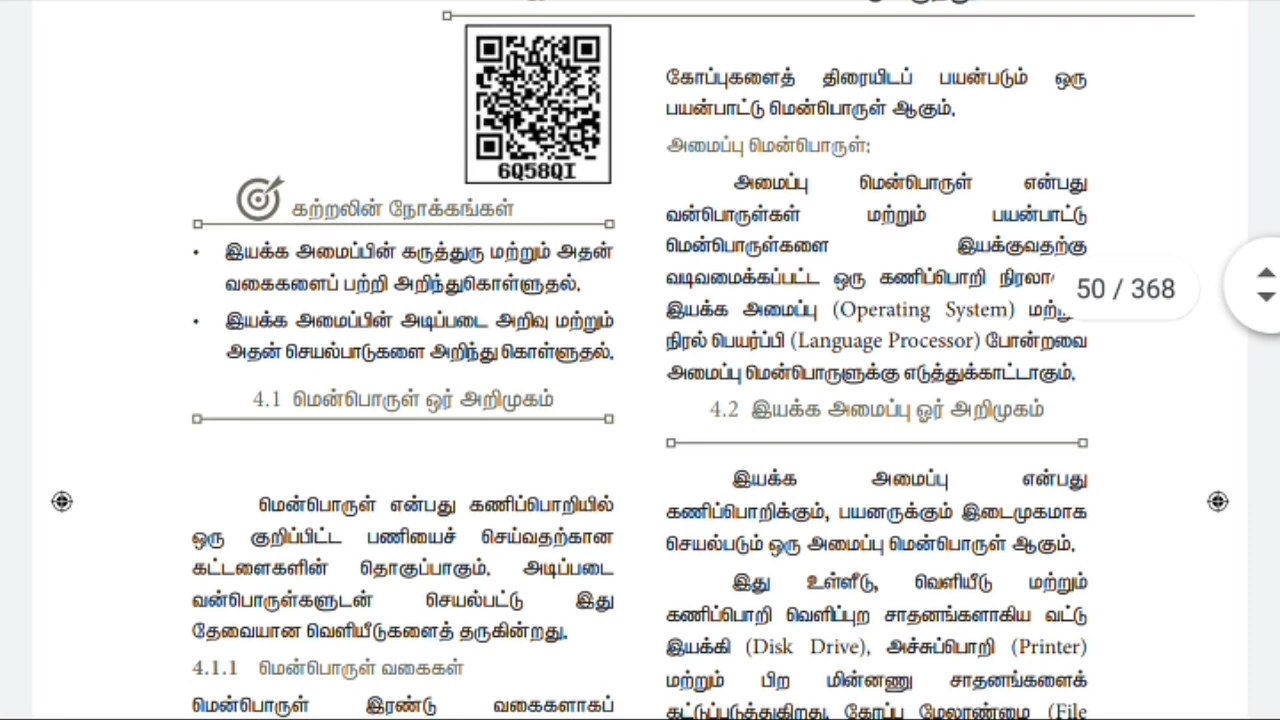 6Q58QI
கற்றலின் நோக்கங்கள்
• இயக்க அமைப்பின் கருத்துரு மற்றும் அதன்
வகைகளைப் பற்றி அறிந்துகொள்ளுதல்.
• இயக்க அமைப்பின் அடிப்படை அறிவு மற்றும்
அதன் செயல்பாடுகளை அறிந்து கொள்ளுதல்.
4.1 மென்பொருள் ஓர் அறிமுகம்
மென்பொருள் என்பது கணிப்பொறியில்
ஒரு குறிப்பிட்ட பணியைச் செய்வதற்கான
கட்டளைகளின் தொகுப்பாகும். அடிப்படை
வன்பொருள்களுடன் செயல்பட்டு இது
தேவையான வெளியீடுகளைத் தருகின்றது.
4.1.1 மென்பொருள் வகைகள்
மென்பொருள் இரண்டு வகைகளாகப்
கோப்புகளைத் திரையிடப் பயன்படும் ஒரு
பயன்பாட்டு மென்பொருள் ஆகும்.
அமைப்பு மென்பொருள்:
அமைப்பு மென்பொருள் என்பது
வன்பொருள்கள் மற்றும் பயன்பாட்டு
மென்பொருள்களை இயக்குவதற்கு
வடிவமைக்கப்பட்ட ஒரு கணிப்பொறி
இயக்க அமைப்பு (Operating System)
நிரல் பெயர்ப்பி (Language Processor) போன்றவை
அமைப்பு மென்பொருளுக்கு எடுத்துக்காட்டாகும்.
4.2 இயக்க அமைப்பு ஓர் அறிமுகம்
இயக்க அமைப்பு என்பது
கணிப்பொறிக்கும், பயனருக்கும் இடைமுகமாக
செயல்படும் ஒரு அமைப்பு மென்பொருள் ஆகும்.
இது உள்ளீடு, வெளியீடு மற்றும்
கணிப்பொறி வெளிப்புற சாதனங்களாகிய வட்டு
இயக்கி (Disk Drive), அச்சுப்பொறி (Printer)
மற்றும் பிற மின்னணு சாதனங்களைக்
கட்டுப்படுத்துகிறது. கோப்பு மேலாண்மை (File
50 / 368